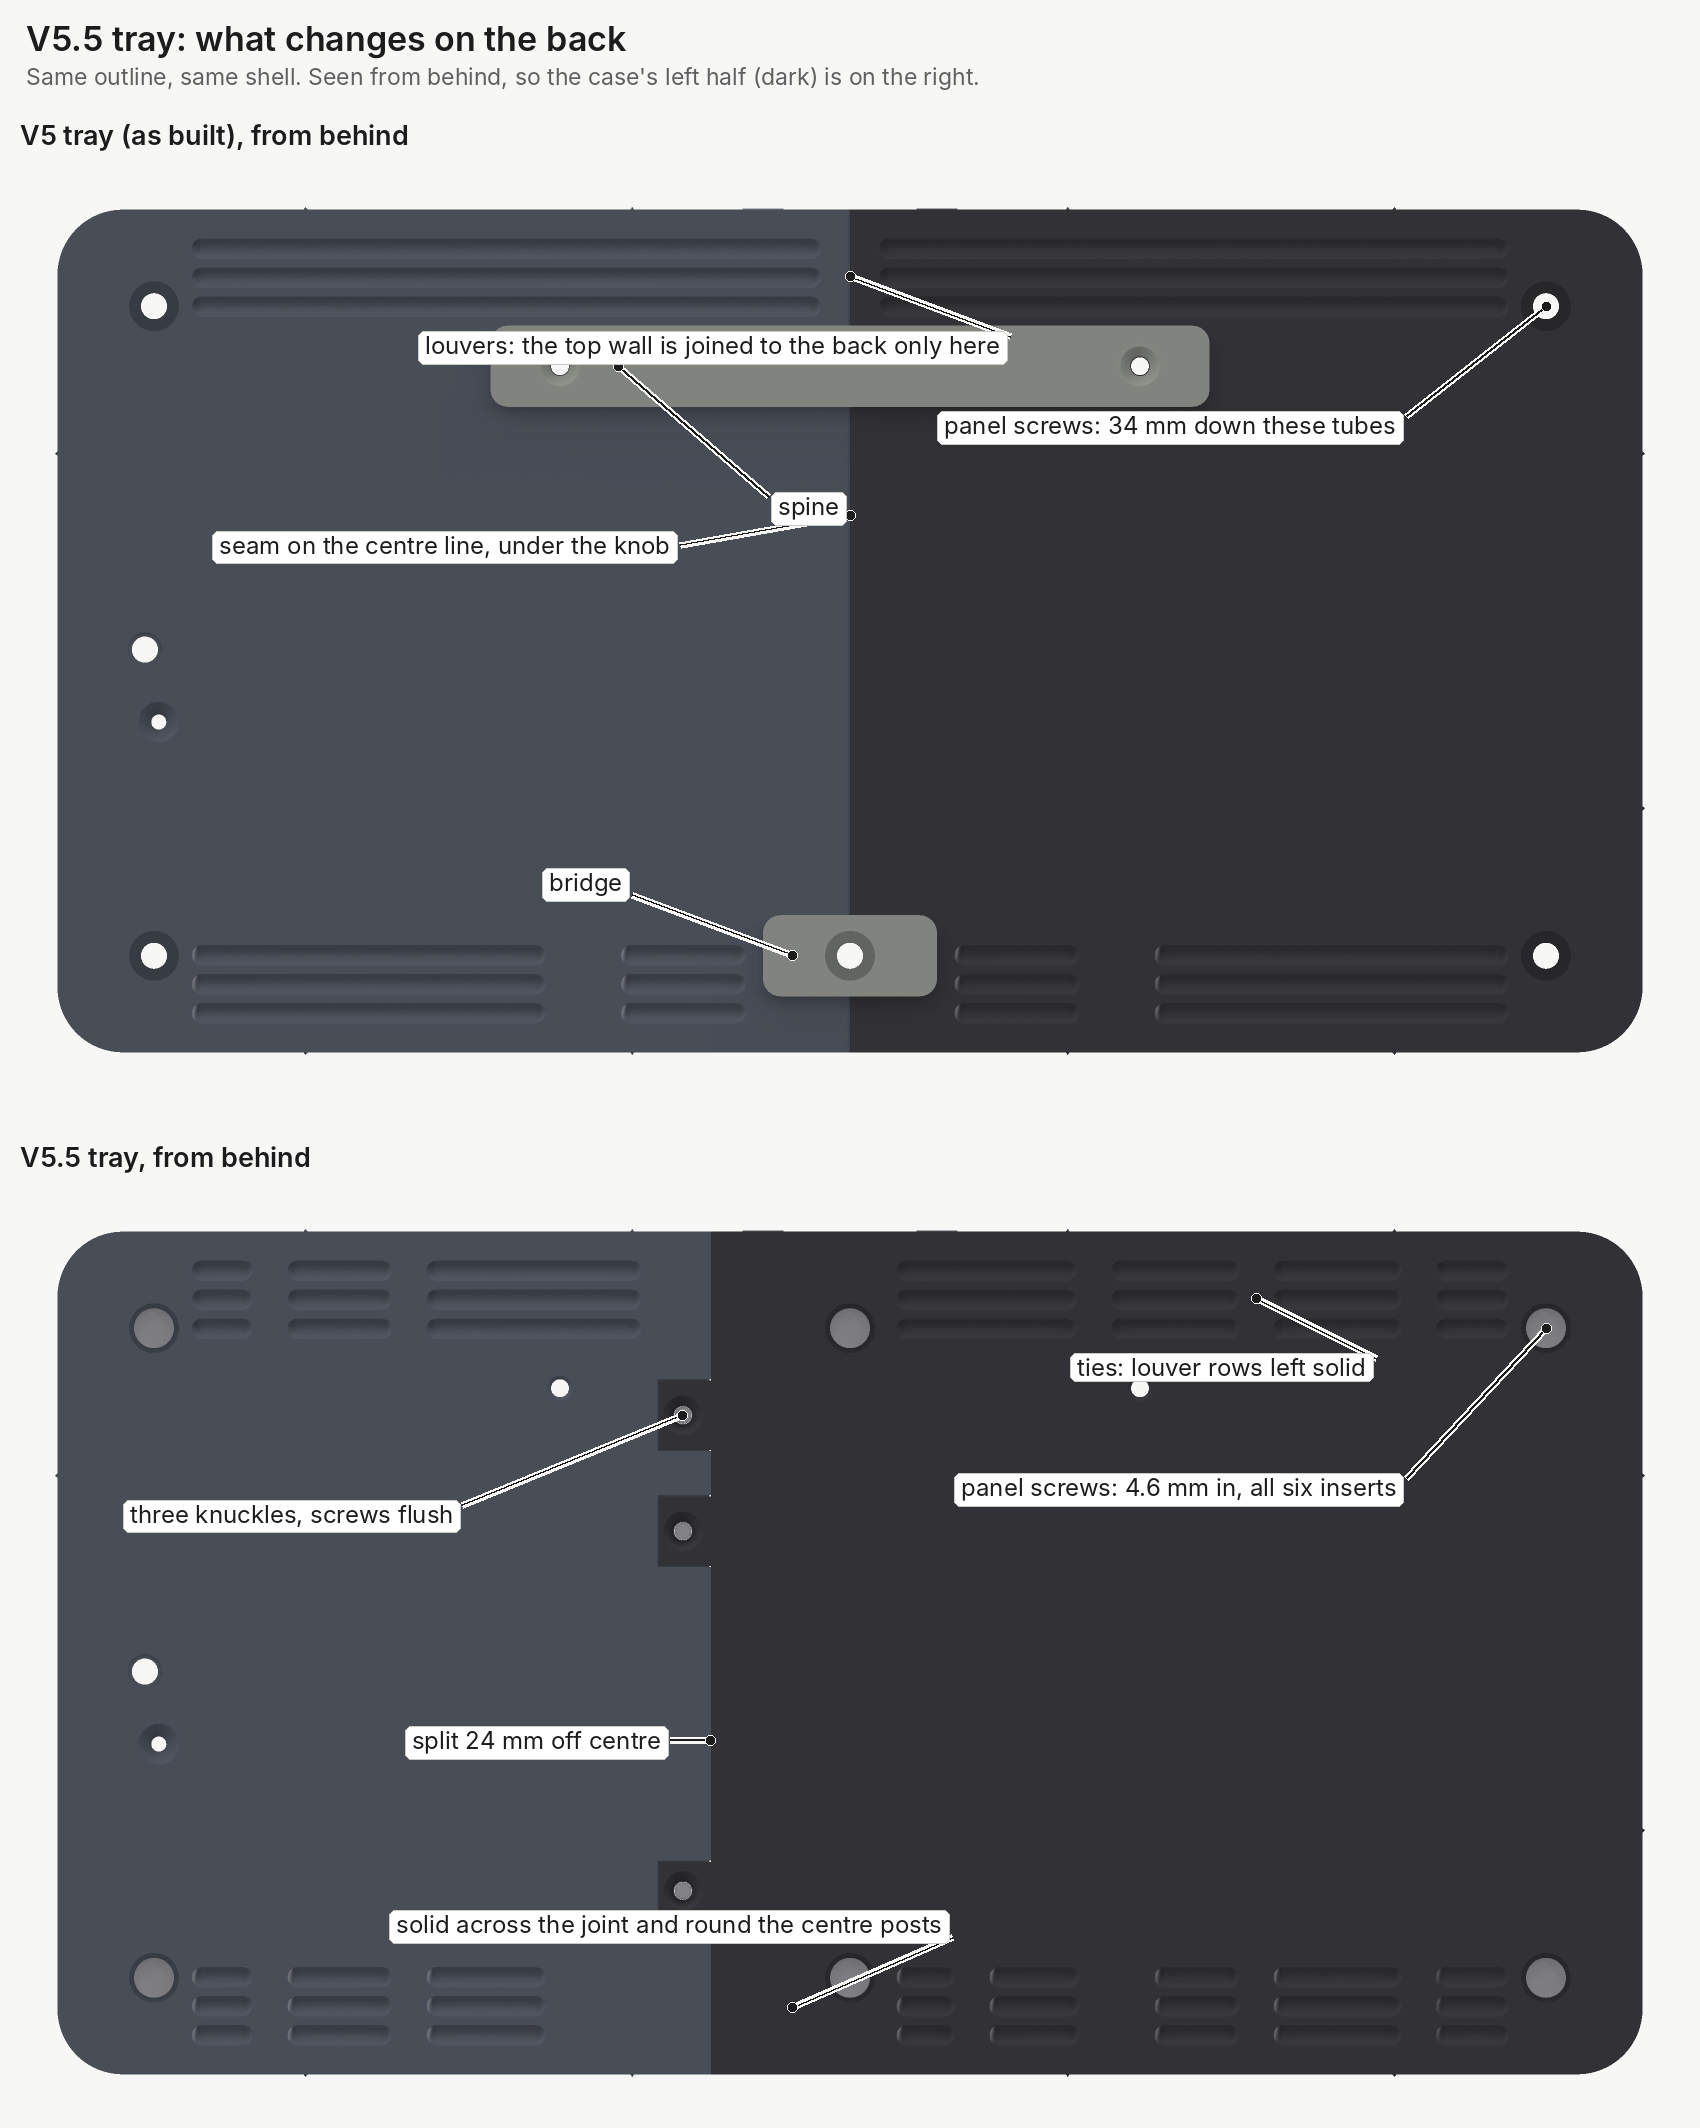 V5.5 tray: what changes on the back
Same outline, same shell. Seen from behind, so the case's left half (dark) is on the right.
V5 tray (as built), from behind
louvers: the top wall is joined to the back only here
panel screws: 34 mm down these tubes
spine
seam on the centre line, under the knob
bridge
V5.5 tray, from behind
ties: louver rows left solid
panel screws: 4.6 mm in, all six inserts
three knuckles, screws flush
split 24 mm off centre
solid across the joint and round the centre posts